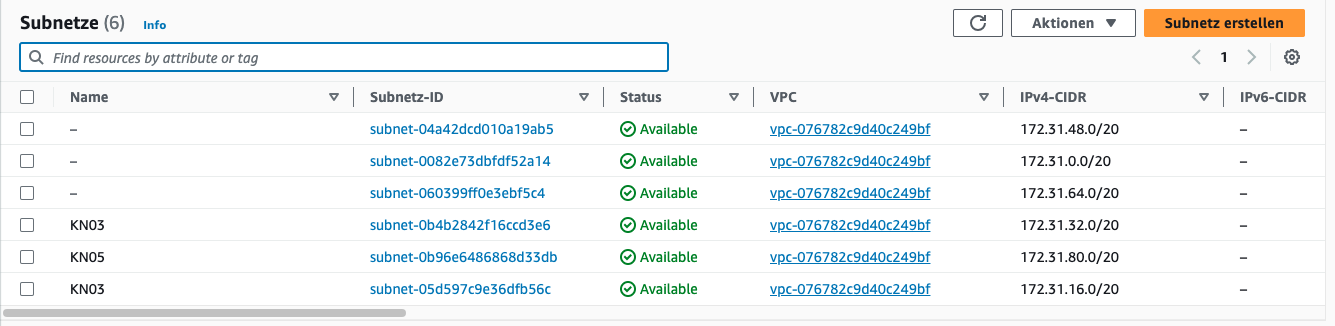 Subnetze (6) Info Aktionen Subnetz erstellen
Find resources by attribute or tag 1
Name Subnetz-ID Status VPC IPv4-CIDR IPv6-CIDR
– subnet-04a42dcd010a19ab5 Available vpc-076782c9d40c249bf 172.31.48.0/20 –
– subnet-0082e73dbfdf52a14 Available vpc-076782c9d40c249bf 172.31.0.0/20 –
– subnet-060399ff0e3ebf5c4 Available vpc-076782c9d40c249bf 172.31.64.0/20 –
KN03 subnet-0b4b2842f16ccd3e6 Available vpc-076782c9d40c249bf 172.31.32.0/20 –
KN05 subnet-0b96e6486868d33db Available vpc-076782c9d40c249bf 172.31.80.0/20 –
KN03 subnet-05d597c9e36dfb56c Available vpc-076782c9d40c249bf 172.31.16.0/20 –